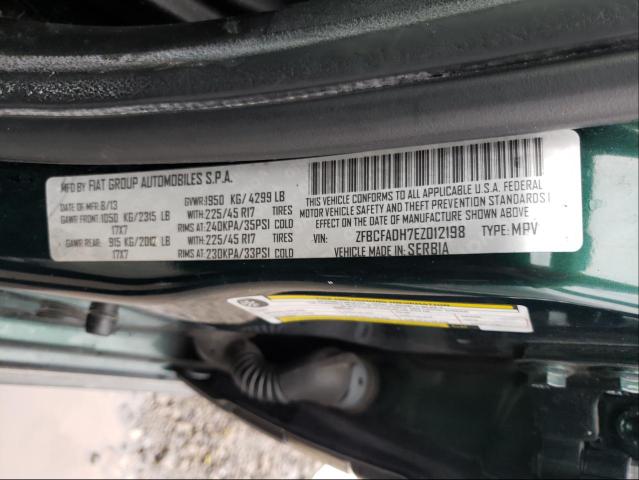 MFD BY FIAT GROUP AUTOMOBILES S.P.A.
DATE OF MFR: 8/13 GVWR: 1950 KG/4299 LB
GAWR FRONT: 1050 KG/2315 LB WITH: 225/45 R17 TIRES
17X7 RIMS AT: 240KPA/35PSI COLD
GAWR REAR: 915 KG/2017 LB WITH: 225/45 R17 TIRES
17X7 RIMS AT: 230KPA/33PSI COLD
THIS VEHICLE CONFORMS TO ALL APPLICABLE U.S.A. FEDERAL
MOTOR VEHICLE SAFETY, BUMPER, AND THEFT PREVENTION STANDARDS
IN EFFECT ON THE DATE OF MANUFACTURE SHOWN ABOVE.
VIN: ZFBCFADH7EZ012198 TYPE: MPV
VEHICLE MADE IN: SERBIA